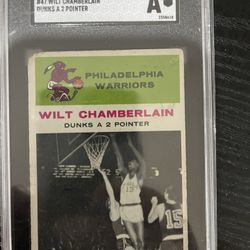 #47 WILT CHAMBERLAIN
DUNKS A 2 POINTER
A
PHILADELPHIA
WARRIORS
WILT CHAMBERLAIN
DUNKS A 2 POINTER
15